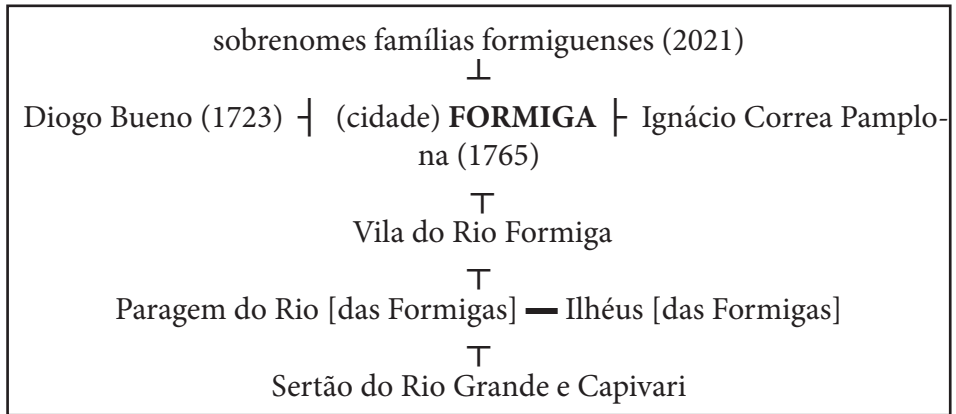 sobrenomes famílias formiguenses (2021)
┴
Diogo Bueno (1723) ┤ (cidade) FORMIGA ├ Ignácio Correa Pamplo-
na (1765)
┬
Vila do Rio Formiga
┬
Paragem do Rio [das Formigas] ― Ilhéus [das Formigas]
┬
Sertão do Rio Grande e Capivari